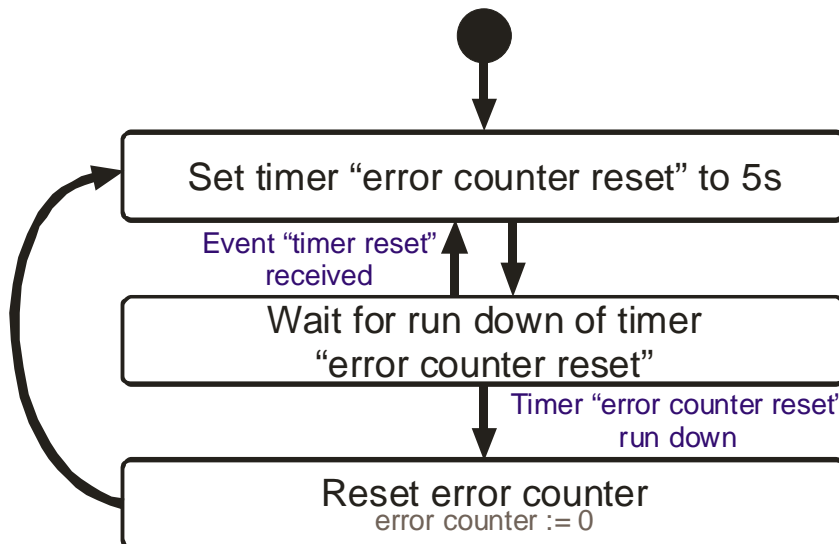 Set timer “error counter reset” to 5s
Event “timer reset”
received
Wait for run down of timer
“error counter reset”
Timer “error counter reset”
run down
Reset error counter
error counter := 0